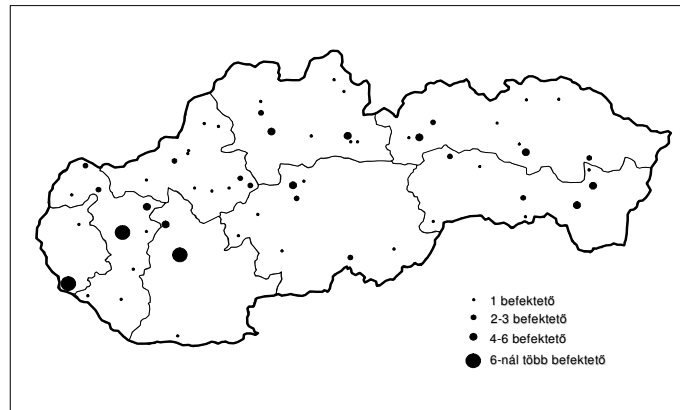 1 befektető
2-3 befektető
4-6 befektető
6-nál több befektető